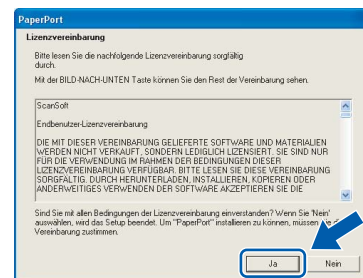 PaperPort
Lizenzvereinbarung
Bitte lesen Sie die nachfolgende Lizenzvereinbarung sorgfältig
durch.
Mit der BILD-NACH-UNTEN Taste können Sie den Rest der Vereinbarung sehen.
ScanSoft
Endbenutzer-Lizenzvereinbarung
DIE MIT DIESER VEREINBARUNG GELIEFERTE SOFTWARE UND MATERIALIEN
WERDEN NICHT VERKAUFT, SONDERN LEDIGLICH LIZENSIERT. SIE SIND NUR
FÜR DIE VERWENDUNG IM RAHMEN DER BEDINGUNGEN DIESER
LIZENZVEREINBARUNG VERFÜGBAR. BITTE LESEN SIE DIESE VEREINBARUNG
SORGFÄLTIG. DURCH HERUNTERLADEN, INSTALLIEREN, KOPIEREN ODER
ANDERWEITIGES VERWENDEN DER SOFTWARE AKZEPTIEREN SIE DIE
Sind Sie mit allen Bedingungen der Lizenzvereinbarung einverstanden? Wenn Sie 'Nein'
auswählen, wird das Setup beendet. Um "PaperPort" installieren zu können, müssen
Vereinbarung zustimmen.
Ja
Nein